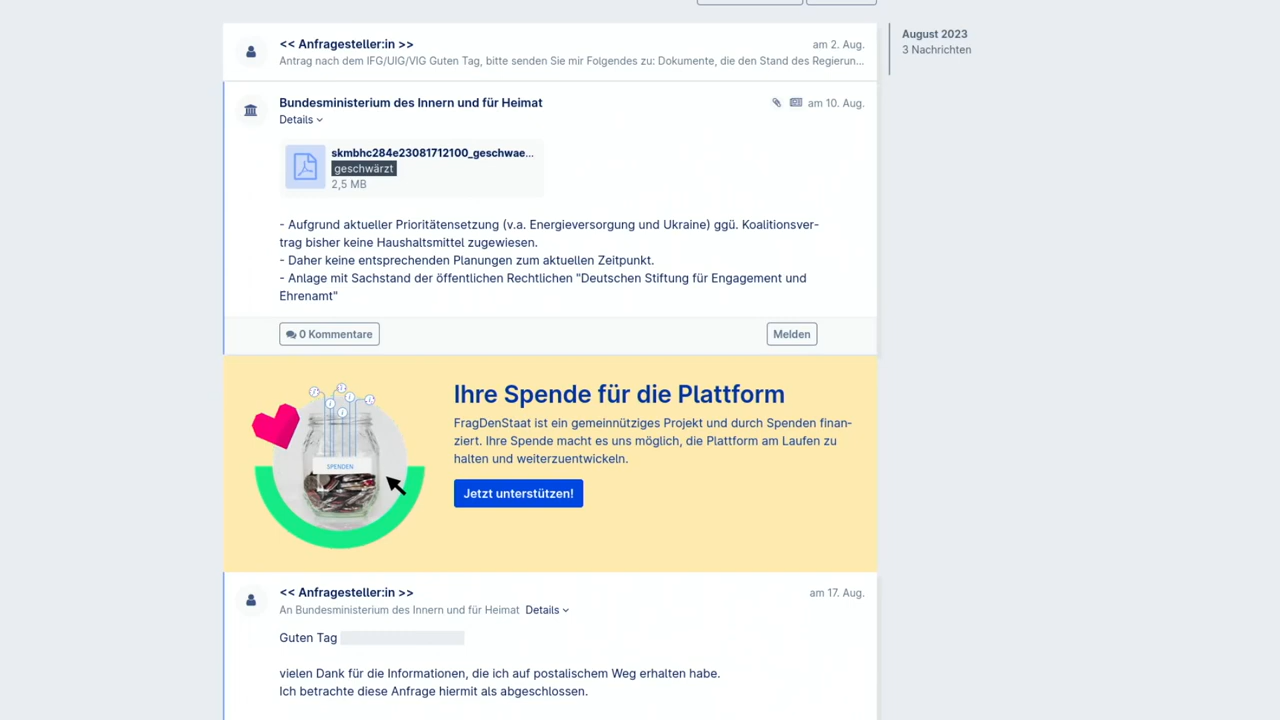 << Anfragesteller:in >>
am 2. Aug.
Antrag nach dem IFG/UIG/VIG Guten Tag, bitte senden Sie mir Folgendes zu: Dokumente, die den Stand des Regierun...
August 2023
3 Nachrichten
Bundesministerium des Innern und für Heimat
am 10. Aug.
Details
skmbhc284e23081712100_geschwae...
geschwärzt
2,5 MB
- Aufgrund aktueller Prioritätensetzung (v.a. Energieversorgung und Ukraine) ggü. Koalitionsver-
trag bisher keine Haushaltsmittel zugewiesen.
- Daher keine entsprechenden Planungen zum aktuellen Zeitpunkt.
- Anlage mit Sachstand der öffentlichen Rechtlichen "Deutschen Stiftung für Engagement und
Ehrenamt"
0 Kommentare
Melden
SPENDEN
Ihre Spende für die Plattform
FragDenStaat ist ein gemeinnütziges Projekt und durch Spenden finan-
ziert. Ihre Spende macht es uns möglich, die Plattform am Laufen zu
halten und weiterzuentwickeln.
Jetzt unterstützen!
<< Anfragesteller:in >>
am 17. Aug.
An Bundesministerium des Innern und für Heimat Details
Guten Tag
vielen Dank für die Informationen, die ich auf postalischem Weg erhalten habe.
Ich betrachte diese Anfrage hiermit als abgeschlossen.